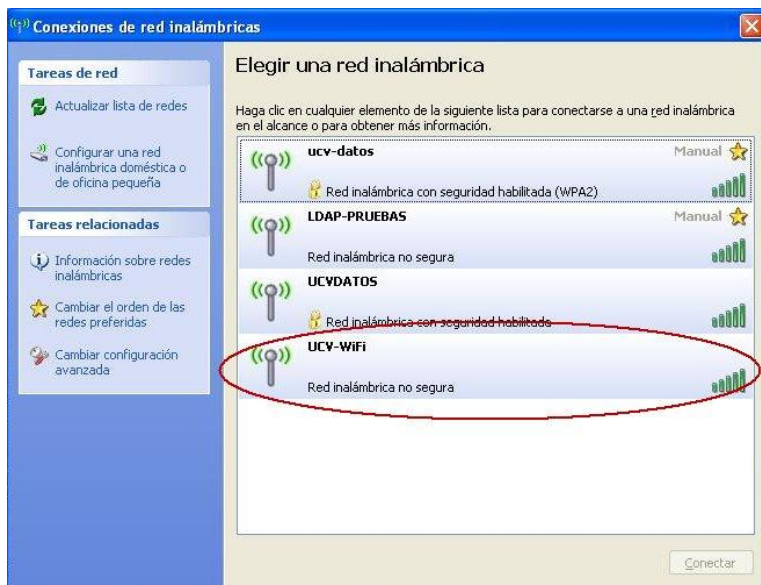 Conexiones de red inalámbricas
Tareas de red
Actualizar lista de redes
Configurar una red
inalámbrica doméstica o
de oficina pequeña
Tareas relacionadas
Información sobre redes
inalámbricas
Cambiar el orden de las
redes preferidas
Cambiar configuración
avanzada
Elegir una red inalámbrica
Haga clic en cualquier elemento de la siguiente lista para conectarse a una red inalámbrica
en el alcance o para obtener más información.
ucv-datos Manual
Red inalámbrica con seguridad habilitada (WPA2)
LDAP-PRUEBAS Manual
Red inalámbrica no segura
UCVDATOS
Red inalámbrica con seguridad habilitada
UCV-WiFi
Red inalámbrica no segura
Conectar